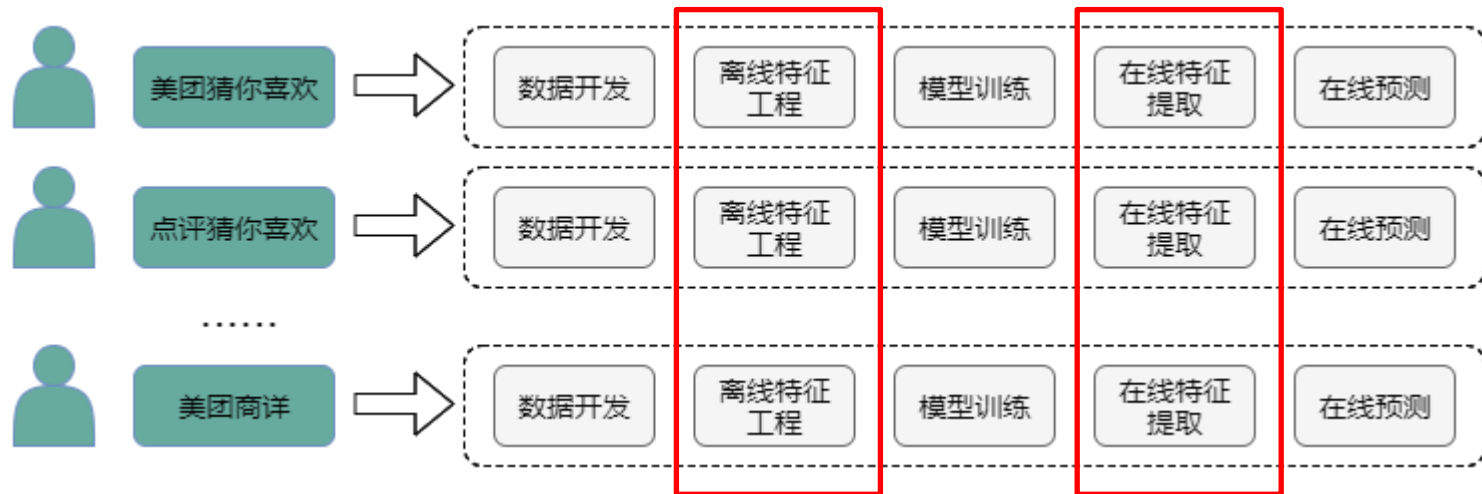 美团猜你喜欢
数据开发
离线特征
工程
模型训练
在线特征
提取
在线预测
点评猜你喜欢
数据开发
离线特征
工程
模型训练
在线特征
提取
在线预测
……
美团商详
数据开发
离线特征
工程
模型训练
在线特征
提取
在线预测